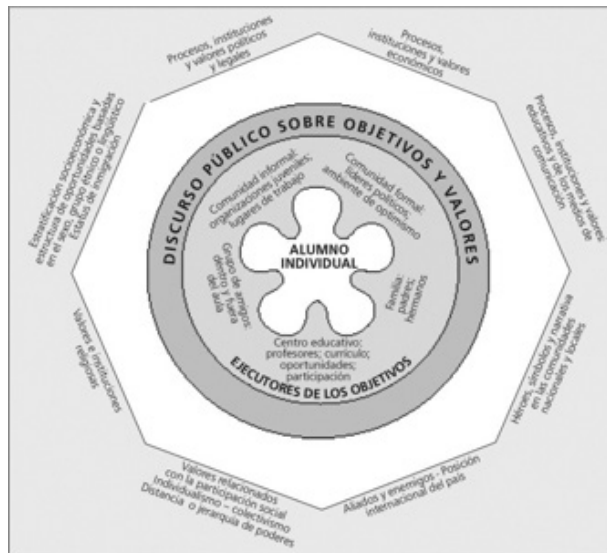 Procesos, instituciones
y valores políticos
y legales
Procesos,
instituciones y valores
económicos
Procesos, instituciones y valores
educativos y de los medios de
comunicación
Héroes, símbolos y narrativa
en las comunidades
nacionales y locales
Aliados y enemigos - Posición
internacional del país
Valores relacionados
con la participación social
Individualismo – colectivismo
Distancia o jerarquía de poderes
Valores e instituciones
religiosas
Estratificación socioeconómica y
estructura de oportunidades basadas
en el sexo, grupo étnico o lingüístico
Estatus de inmigración
DISCURSO PÚBLICO SOBRE OBJETIVOS Y VALORES
Comunidad informal:
organizaciones juveniles;
lugares de trabajo
Comunidad formal:
líderes políticos;
ambiente de optimismo
Grupo de amigos:
dentro y fuera
del aula
ALUMNO
INDIVIDUAL
Familia:
padres;
hermanos
Centro educativo:
profesores; currículo;
oportunidades;
participación
EJECUTORES DE LOS OBJETIVOS